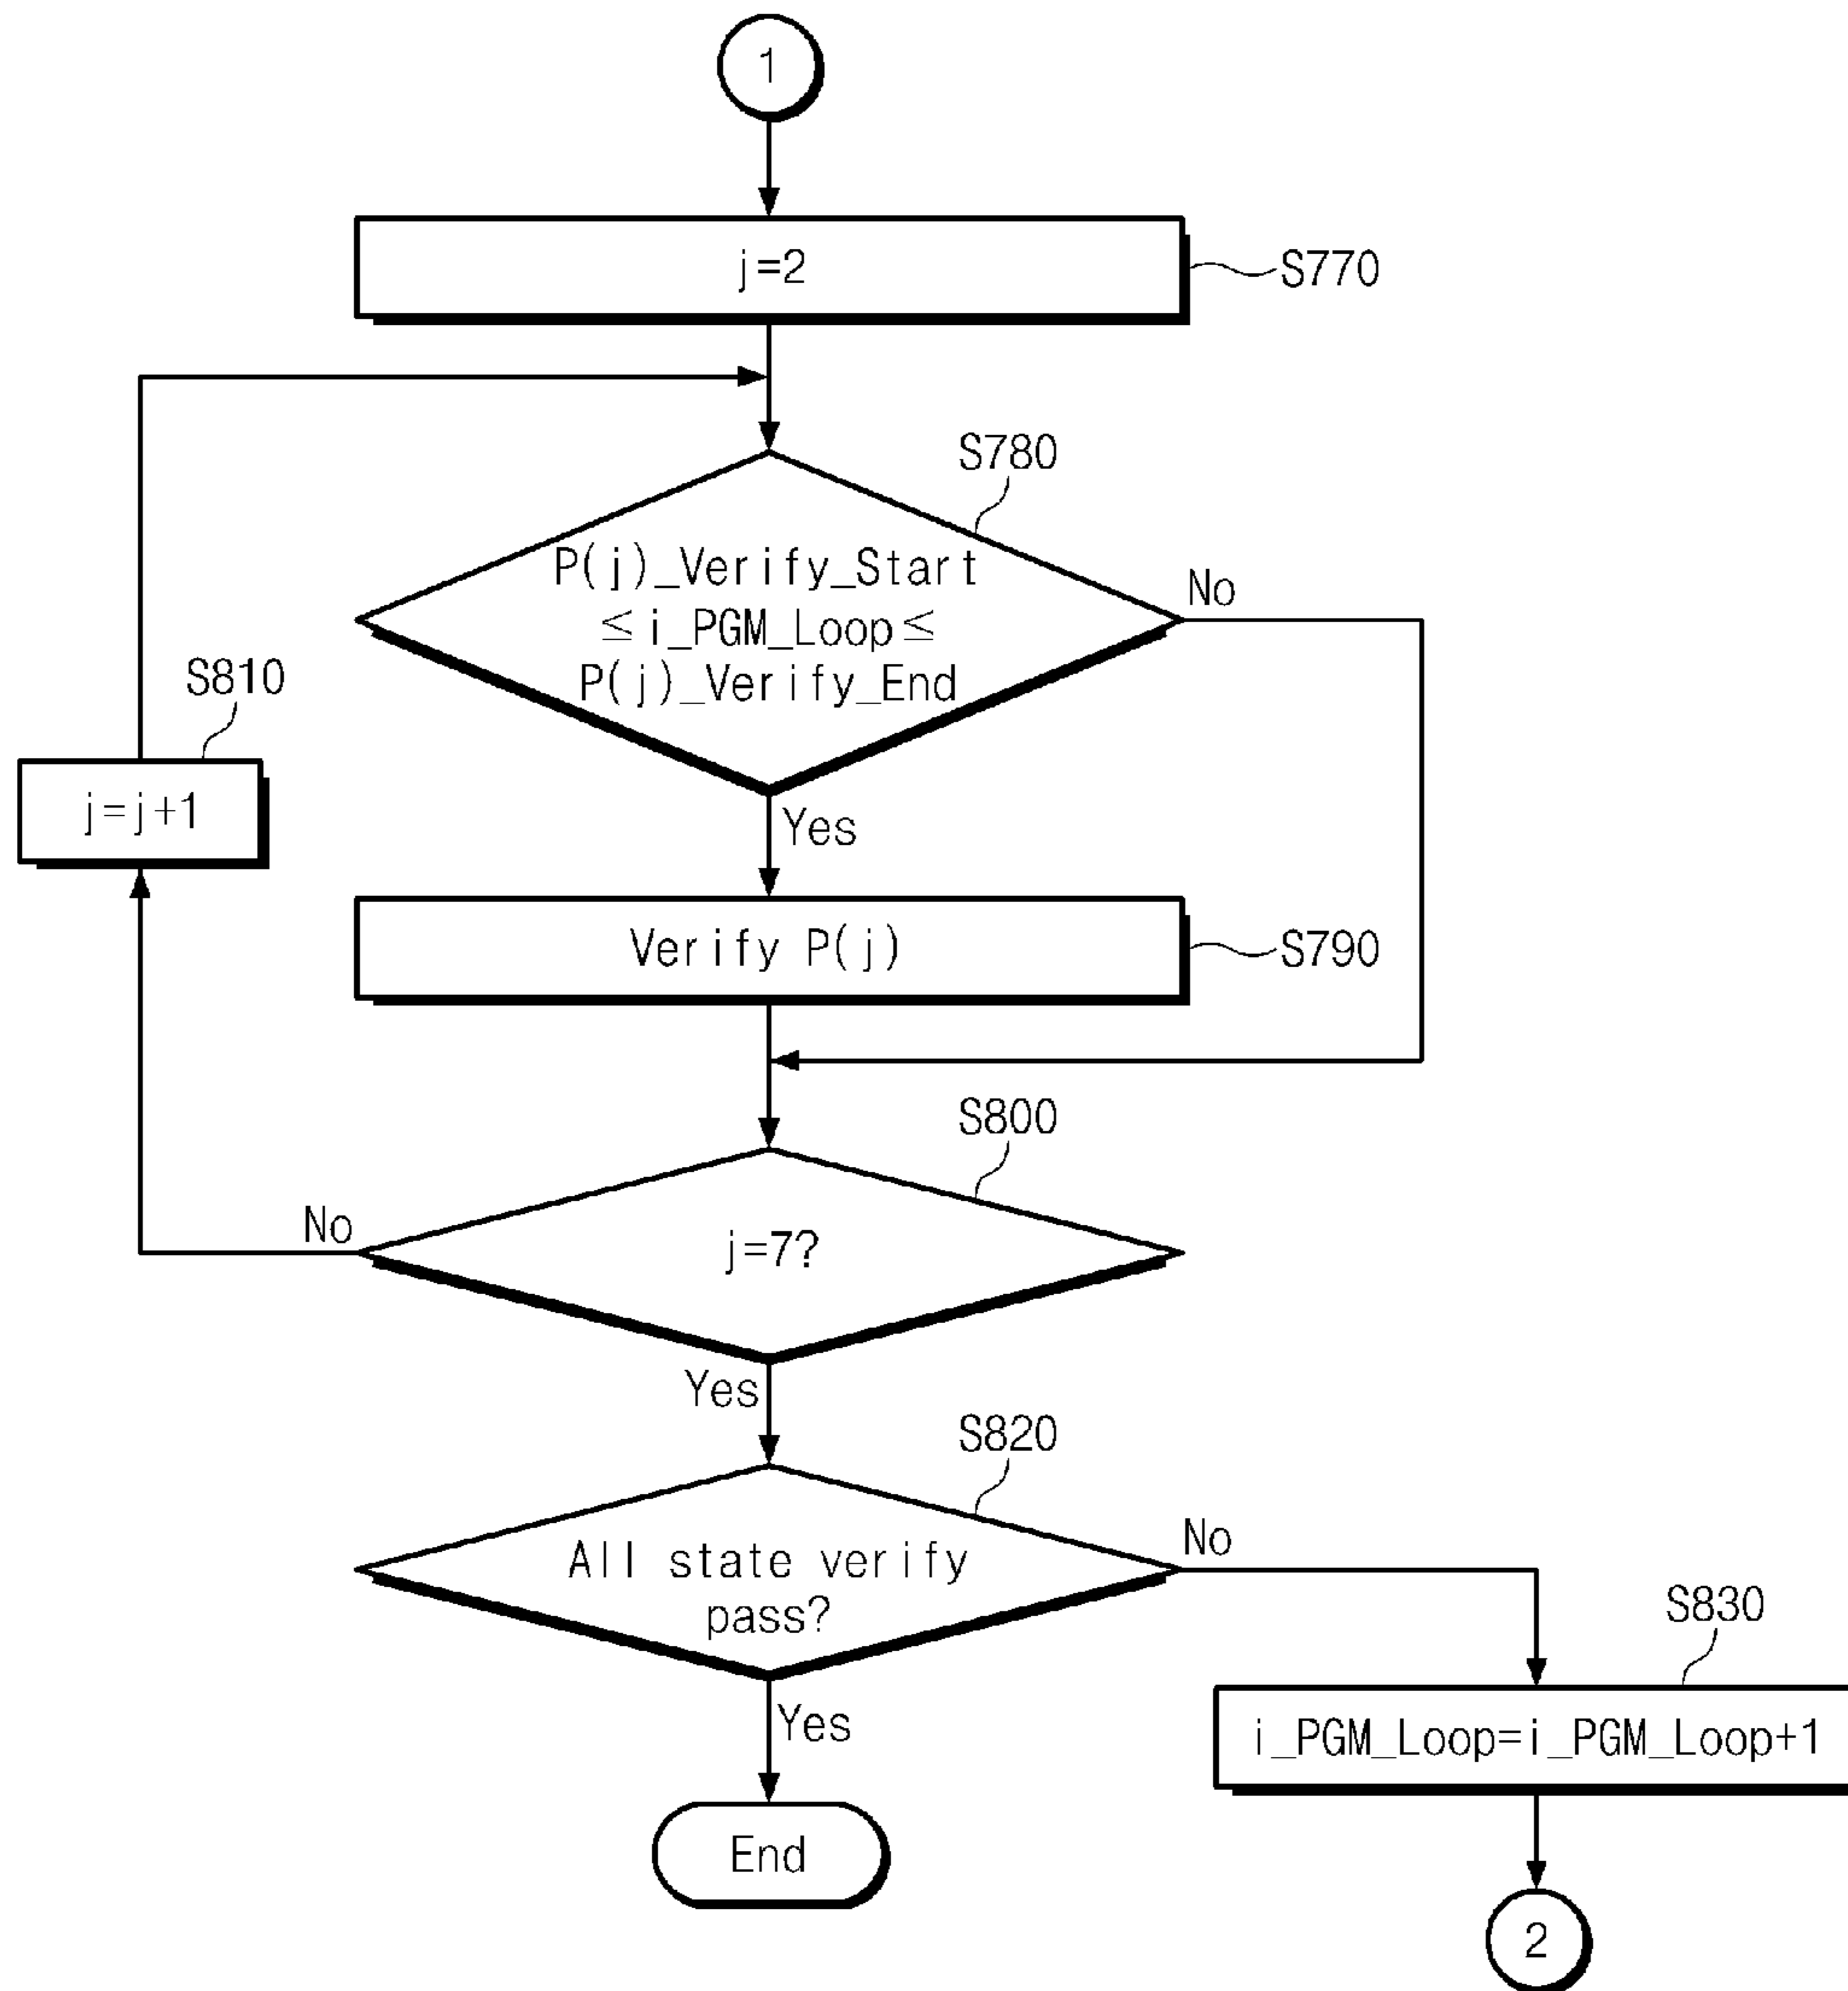 1
j=2
S770
S780
P(j)_Verify_Start
≤i_PGM_Loop≤
P(j)_Verify_End
No
S810
j=j+1
Yes
Verify P(j)
S790
S800
No
j=7?
Yes
S820
All state verify
pass?
No
S830
i_PGM_Loop=i_PGM_Loop+1
Yes
End
2